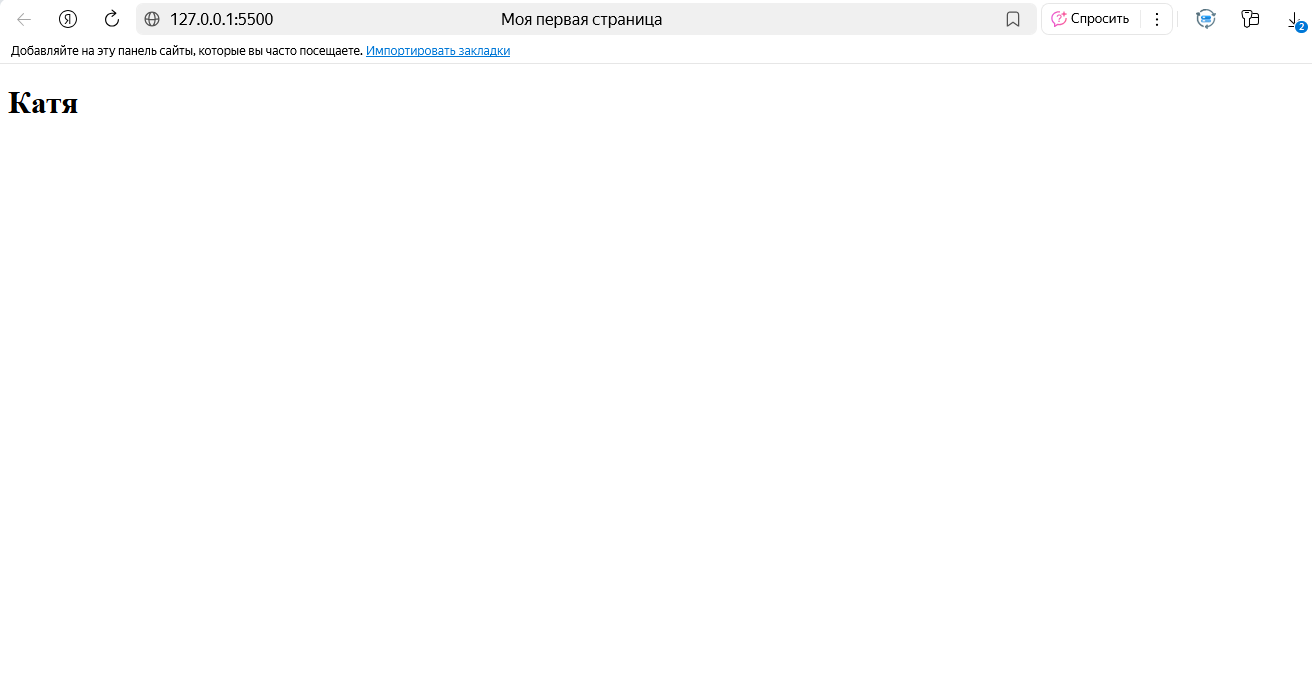 Я 127.0.0.1:5500 Моя первая страница Спросить 2
Добавляйте на эту панель сайты, которые вы часто посещаете. Импортировать закладки
Катя